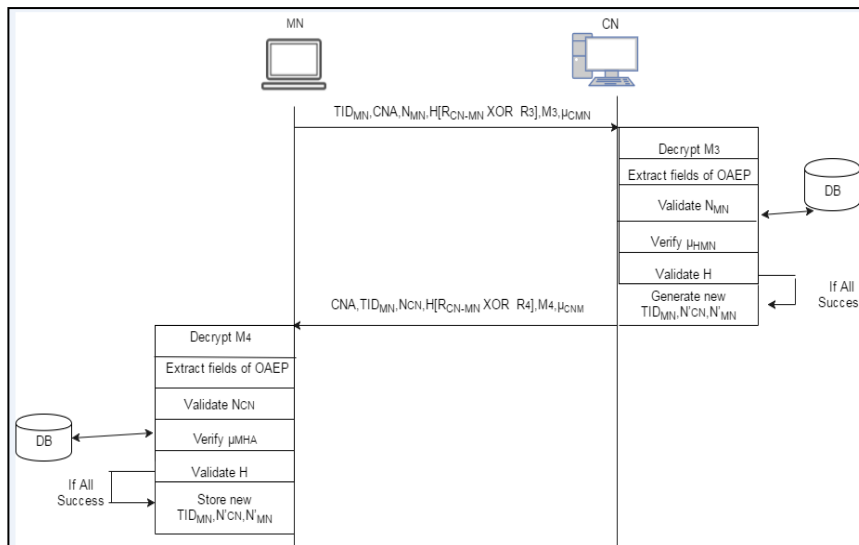 MN
CN
TIDMN,CNA,NMN,H[RCN-MN XOR R3],M3,µCMN
Decrypt M3
Extract fields of OAEP
DB
Validate NMN
Verify µHMN
Validate H
If All
Succes
CNA,TIDMN,NCN,H[RCN-MN XOR R4],M4,µCNM
Generate new
TIDMN,N'CN,N'MN
Decrypt M4
Extract fields of OAEP
Validate NCN
DB
Verify µMHA
Validate H
If All
Success
Store new
TIDMN,N'CN,N'MN